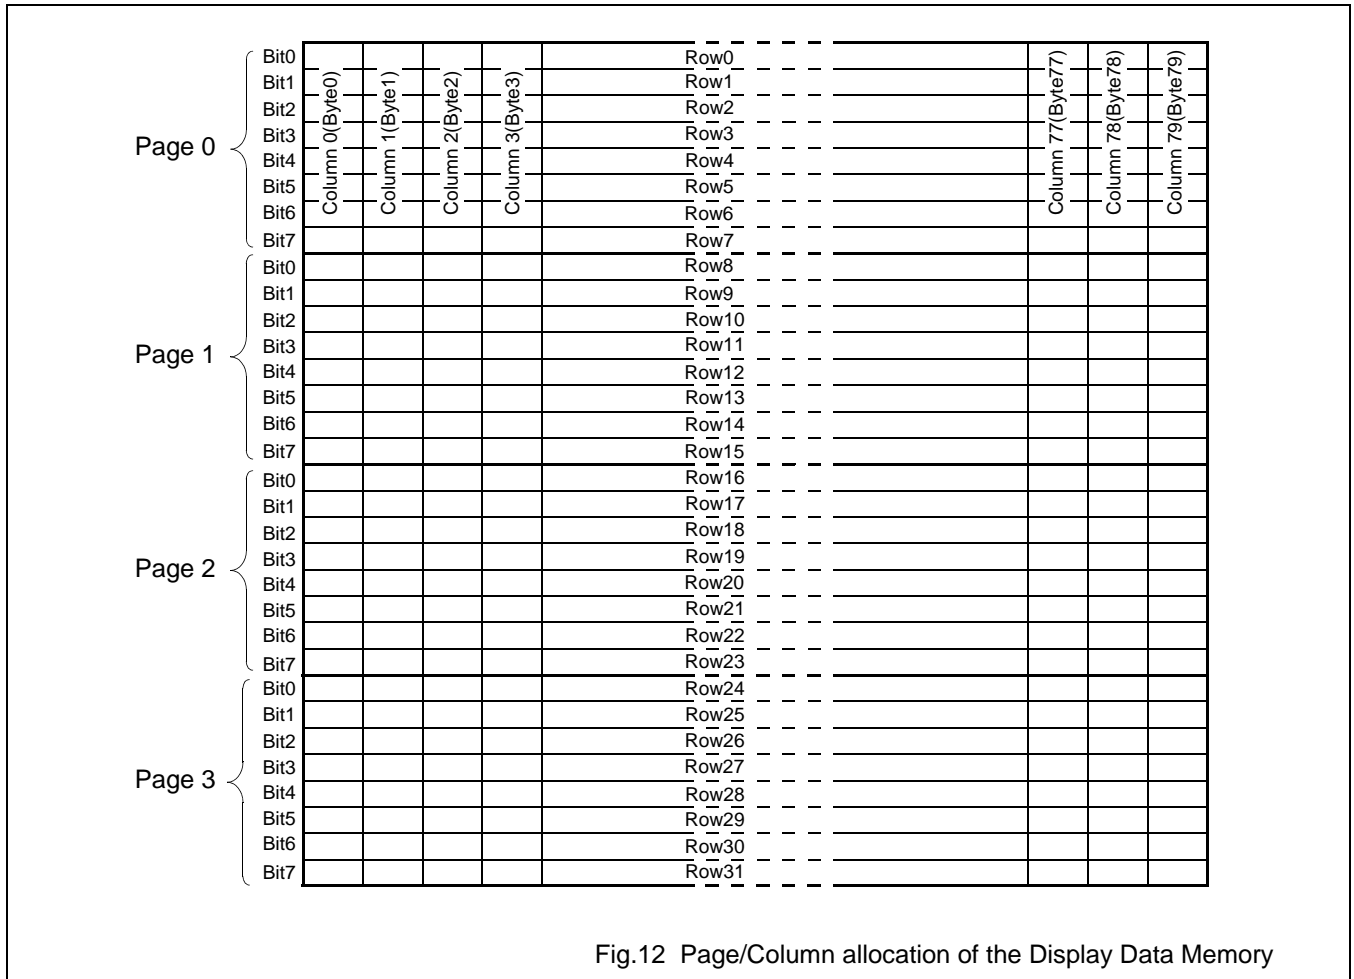 Page 0
Bit0 Row0
Bit1 Row1
Bit2 Row2
Bit3 Row3
Bit4 Row4
Bit5 Row5
Bit6 Row6
Bit7 Row7
Column 0(Byte0)
Column 1(Byte1)
Column 2(Byte2)
Column 3(Byte3)
Column 77(Byte77)
Column 78(Byte78)
Column 79(Byte79)
Page 1
Bit0 Row8
Bit1 Row9
Bit2 Row10
Bit3 Row11
Bit4 Row12
Bit5 Row13
Bit6 Row14
Bit7 Row15
Page 2
Bit0 Row16
Bit1 Row17
Bit2 Row18
Bit3 Row19
Bit4 Row20
Bit5 Row21
Bit6 Row22
Bit7 Row23
Page 3
Bit0 Row24
Bit1 Row25
Bit2 Row26
Bit3 Row27
Bit4 Row28
Bit5 Row29
Bit6 Row30
Bit7 Row31
Fig.12 Page/Column allocation of the Display Data Memory